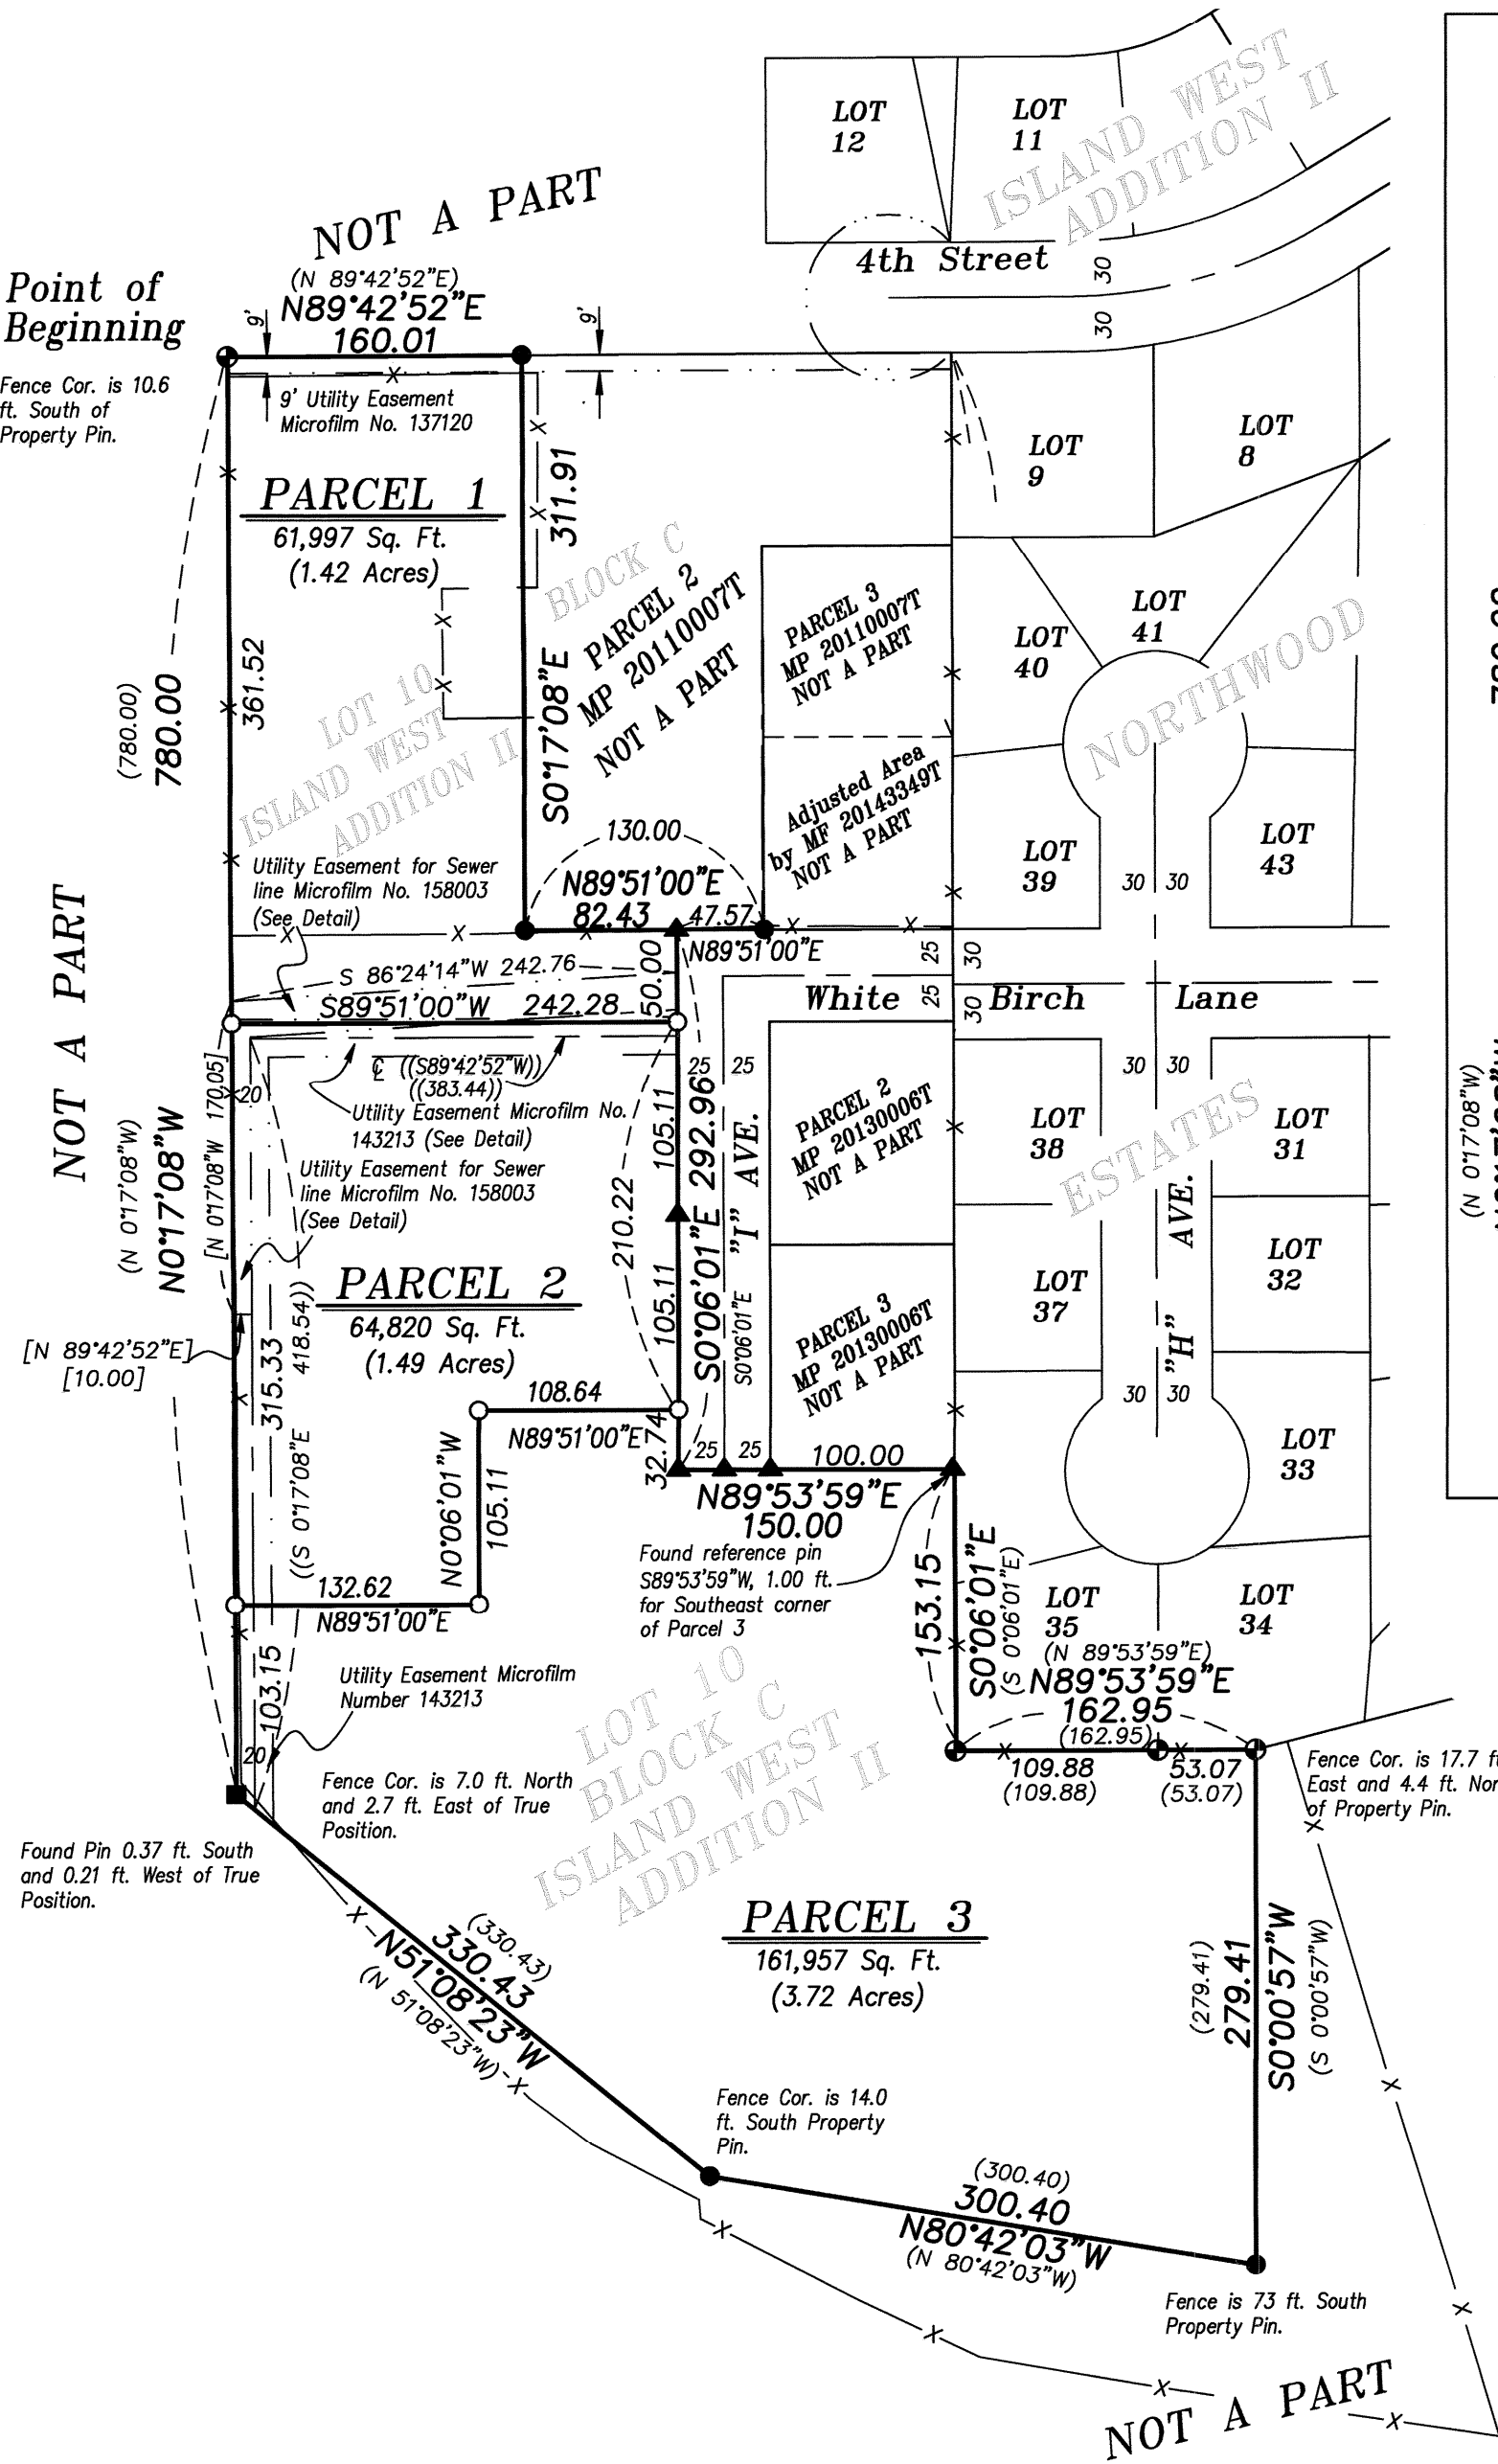 NOT A PART
(N 89°42'52"E)
N89°42'52"E
160.01
Point of
Beginning
Fence Cor. is 10.6
ft. South of
Property Pin.
9'
9'
9' Utility Easement
Microfilm No. 137120
PARCEL 1
61,997 Sq. Ft.
(1.42 Acres)
361.52
311.91
S0°17'08"E
(780.00)
780.00
LOT 10
ISLAND WEST
ADDITION II
BLOCK C
PARCEL 2
MP 20110007T
NOT A PART
PARCEL 3
MP 20110007T
NOT A PART
Adjusted Area
by MF 20143349T
NOT A PART
LOT
12
LOT
11
ISLAND WEST
ADDITION II
4th Street
30
30
LOT
9
LOT
8
LOT
40
LOT
41
NORTHWOOD
LOT
39
LOT
43
30 30
130.00
N89°51'00"E
82.43
47.57
N89°51'00"E
Utility Easement for Sewer
line Microfilm No. 158003
(See Detail)
S 86°24'14"W 242.76
S89°51'00"W 242.28
50.00
25 30
25 30
White Birch Lane
NOT A PART
(N 0°17'08"W)
N0°17'08"W
[N 0°17'08"W 170.05]
20
℄ ((S89°42'52"W))
((383.44))
Utility Easement Microfilm No.
143213 (See Detail)
Utility Easement for Sewer
line Microfilm No. 158003
(See Detail)
25 25
105.11
210.22
105.11
S0°06'01"E 292.96
S0°06'01"E
"I" AVE.
PARCEL 2
MP 20130006T
NOT A PART
PARCEL 3
MP 20130006T
NOT A PART
30 30
LOT
38
LOT
31
ESTATES
"H" AVE.
LOT
37
LOT
32
30 30
LOT
33
PARCEL 2
64,820 Sq. Ft.
(1.49 Acres)
[N 89°42'52"E]
[10.00]
315.33
((S 0°17'08"E 418.54))
108.64
N89°51'00"E
32.74
25 25
100.00
N89°53'59"E
150.00
N0°06'01"W
105.11
132.62
N89°51'00"E
Found reference pin
S89°53'59"W, 1.00 ft.
for Southeast corner
of Parcel 3
153.15
S0°06'01"E
(S 0°06'01"E)
LOT
35
LOT
34
(N 89°53'59"E)
N89°53'59"E
162.95
(162.95)
109.88
(109.88)
53.07
(53.07)
103.15
20
Utility Easement Microfilm
Number 143213
Fence Cor. is 7.0 ft. North
and 2.7 ft. East of True
Position.
Found Pin 0.37 ft. South
and 0.21 ft. West of True
Position.
LOT 10
BLOCK C
ISLAND WEST
ADDITION II
Fence Cor. is 17.7 ft
East and 4.4 ft. Nor
of Property Pin.
PARCEL 3
161,957 Sq. Ft.
(3.72 Acres)
(330.43)
330.43
N51°08'23"W
(N 51°08'23"W)
(279.41)
279.41
S0°00'57"W
(S 0°00'57"W)
Fence Cor. is 14.0
ft. South Property
Pin.
(300.40)
300.40
N80°42'03"W
(N 80°42'03"W)
Fence is 73 ft. South
Property Pin.
NOT A PART
(N 0°17'08"W)